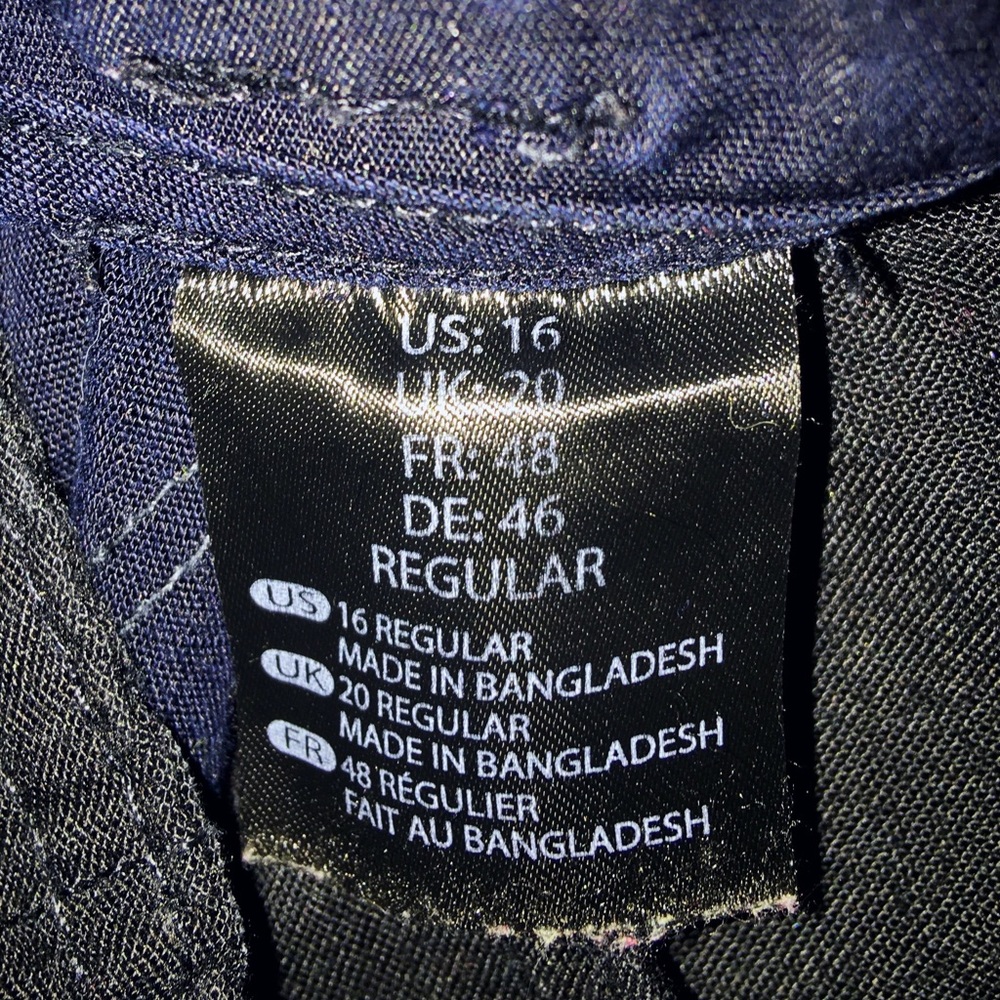 US: 16
UK: 20
FR: 48
DE: 46
REGULAR
US 16 REGULAR
MADE IN BANGLADESH
UK 20 REGULAR
MADE IN BANGLADESH
FR 48 RÉGULIER
FAIT AU BANGLADESH